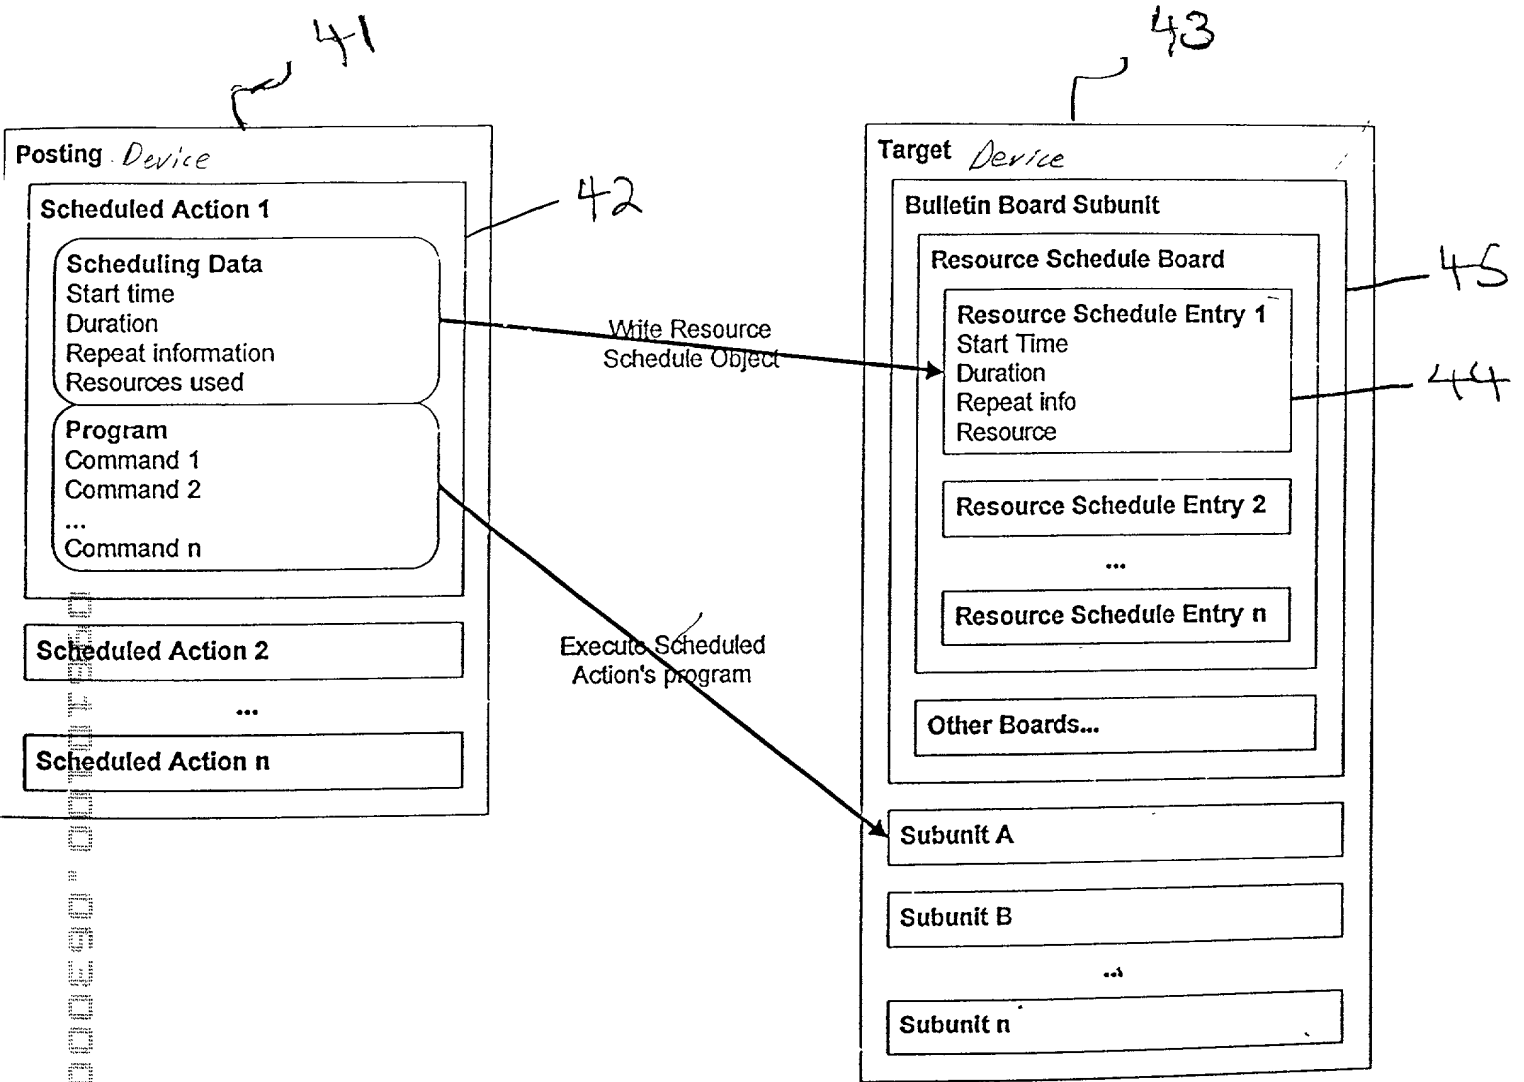 41
43
Posting Device
Scheduled Action 1
42
Scheduling Data
Start time
Duration
Repeat information
Resources used
Program
Command 1
Command 2
...
Command n
Scheduled Action 2
...
Scheduled Action n
Write Resource
Schedule Object
Execute Scheduled
Action's program
Target Device
Bulletin Board Subunit
Resource Schedule Board
45
Resource Schedule Entry 1
Start Time
Duration
Repeat info
Resource
44
Resource Schedule Entry 2
...
Resource Schedule Entry n
Other Boards...
Subunit A
Subunit B
...
Subunit n